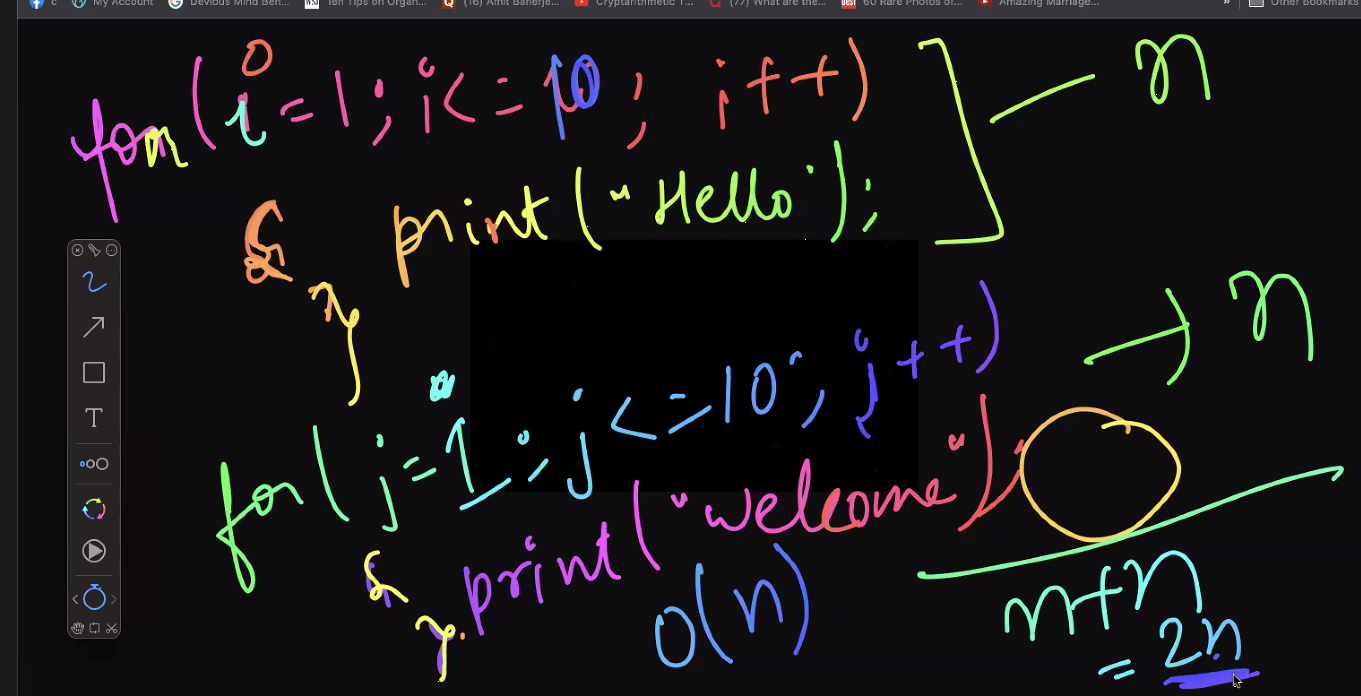 c My Account Devious Mind Ben... Ten Tips on Organi... (16) Amit Banerje... Cryptarithmetic T... (77) What are the... 60 Rare Photos of... Amazing Marriage... » Other Bookmarks
0
for(i=1; i<=10; i++) n
{ print("Hello");
}
n
for(j=1; j<=10; j++)
{ print("welcome");
}
O(n)
n+n
= 2n
T